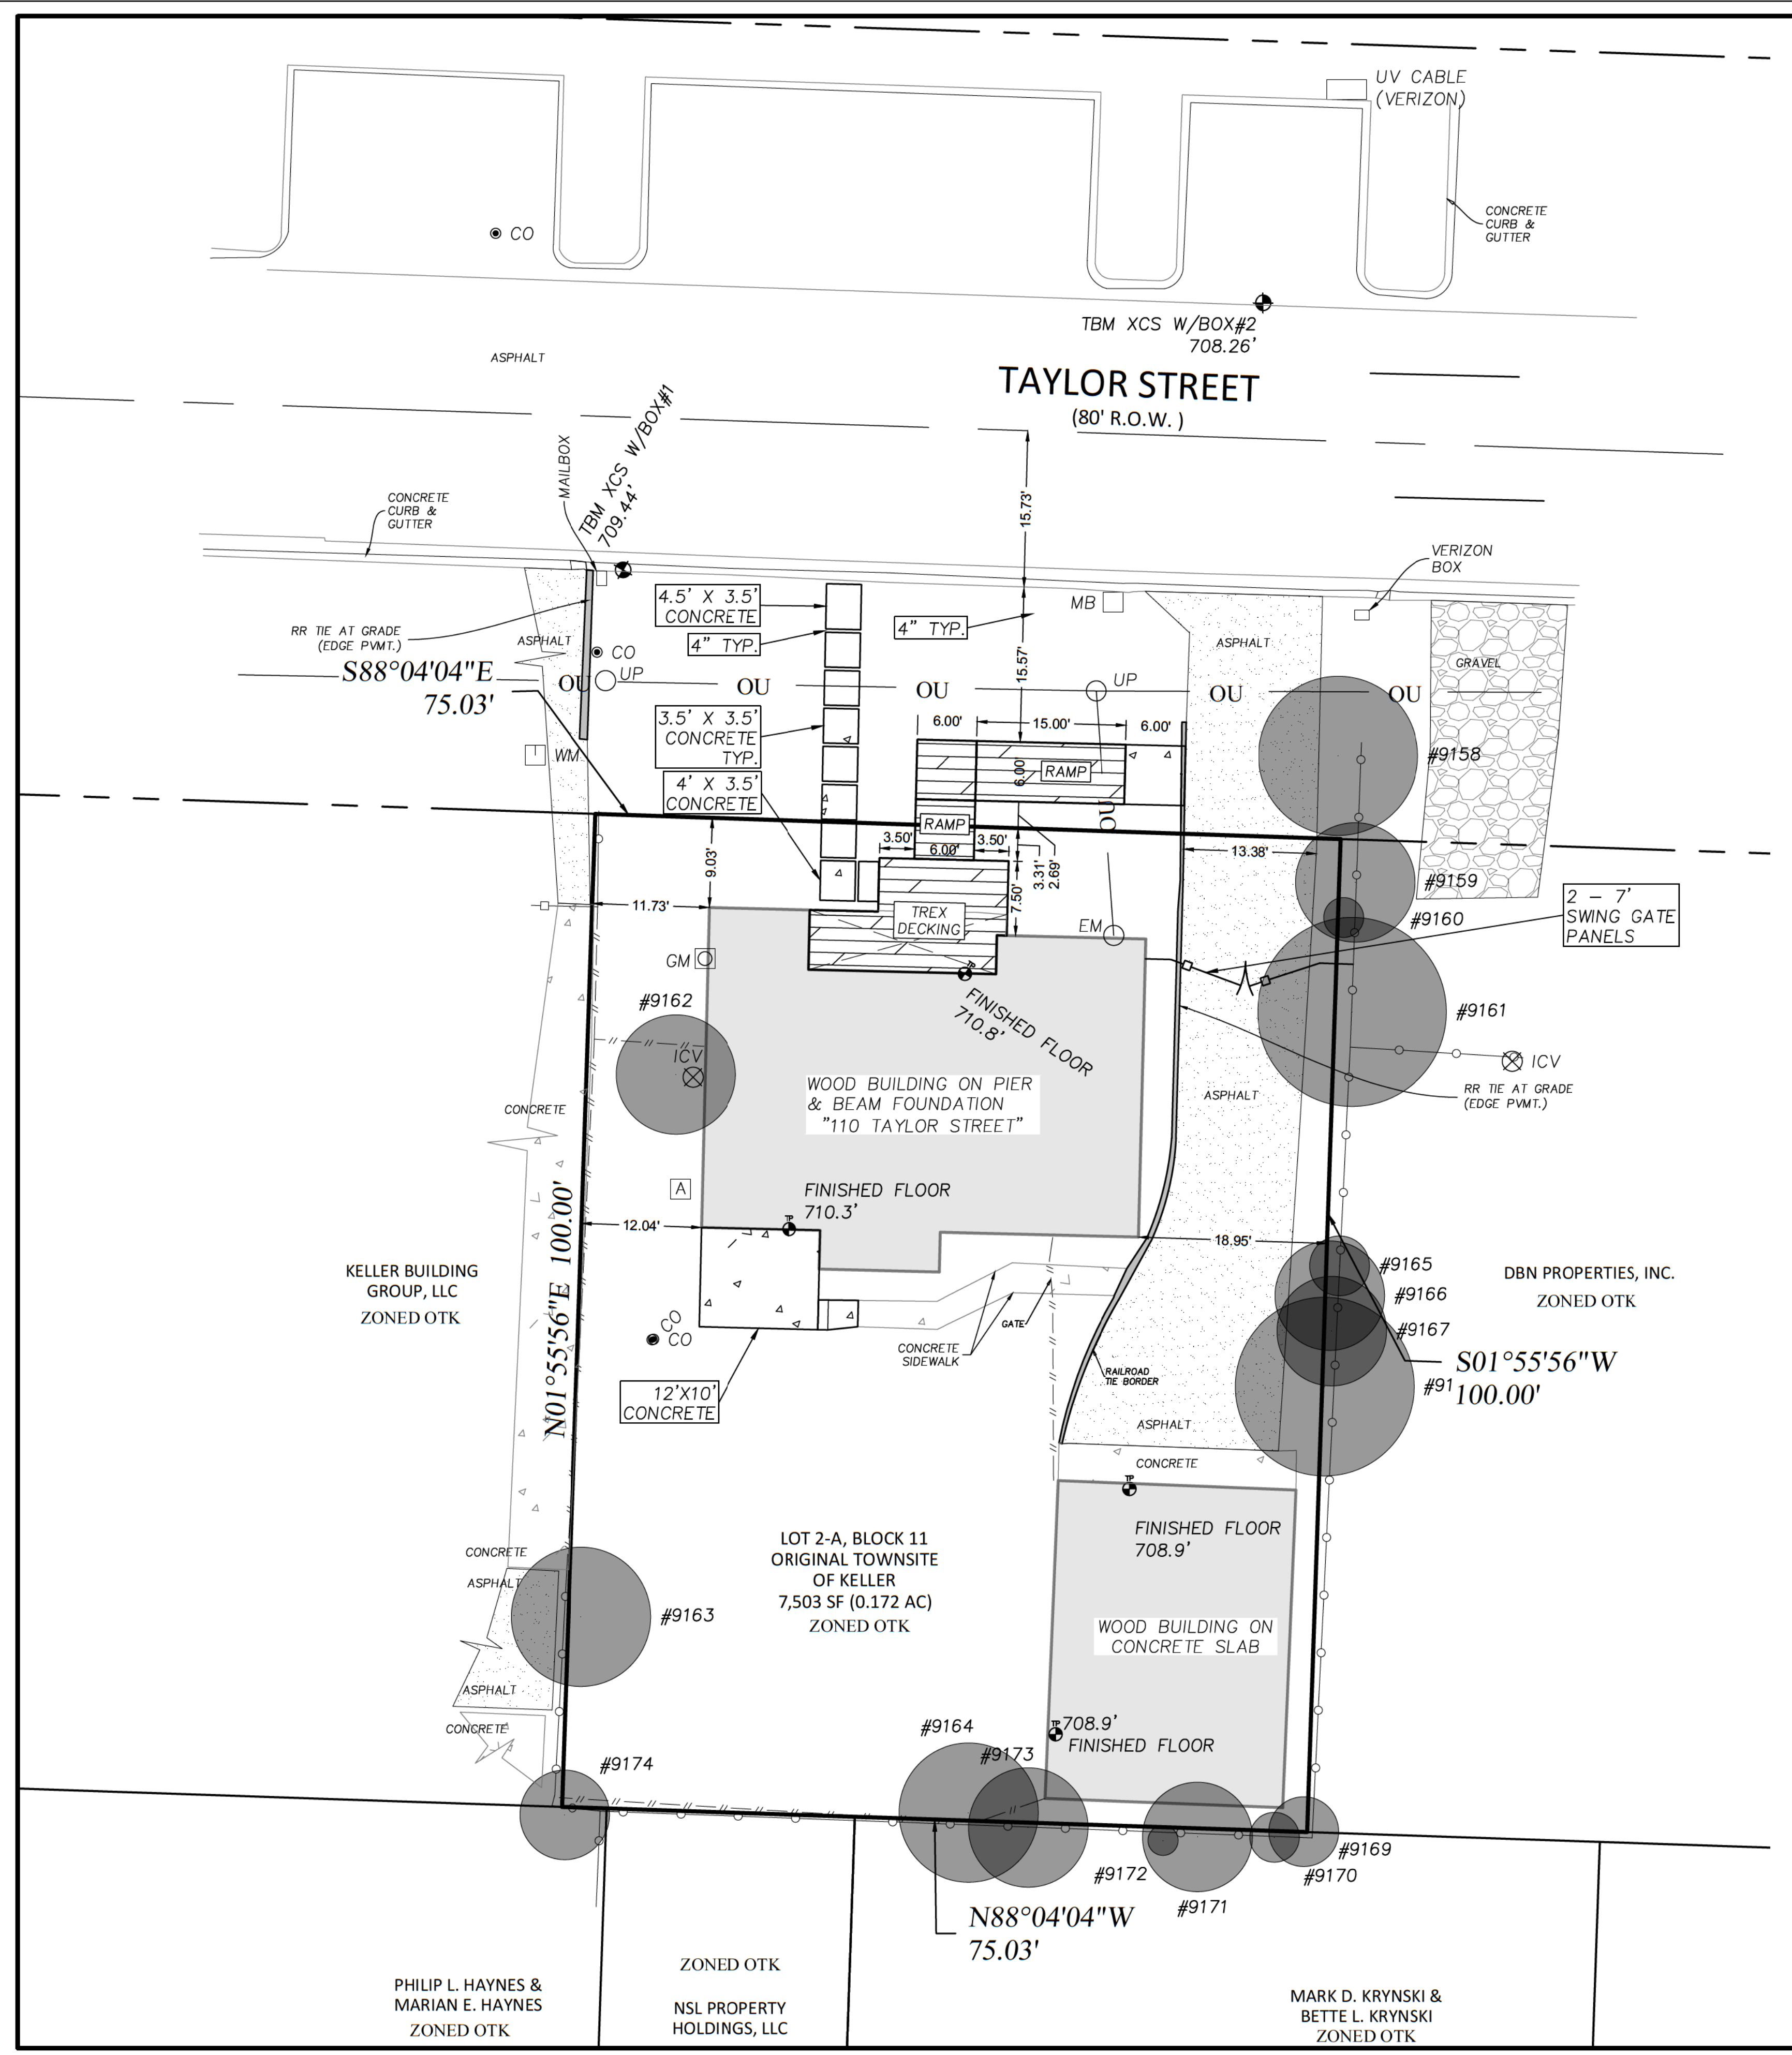 UV CABLE
(VERIZON)
CONCRETE
CURB &
GUTTER
CO
TBM XCS W/BOX#2
708.26'
ASPHALT
TAYLOR STREET
(80' R.O.W. )
TBM XCS W/BOX#1
709.44'
MAILBOX
CONCRETE
CURB &
GUTTER
15.73'
VERIZON
BOX
4.5' X 3.5'
CONCRETE
4" TYP.
4" TYP.
MB
RR TIE AT GRADE
(EDGE PVMT.)
ASPHALT
CO
ASPHALT
GRAVEL
15.57'
S88°04'04"E
75.03'
OU
UP
OU
OU
UP
OU
OU
3.5' X 3.5'
CONCRETE
TYP.
6.00'
15.00'
6.00'
WM
#9158
RAMP
6.00'
4' X 3.5'
CONCRETE
OU
RAMP
3.50'
6.00'
3.50'
9.03'
3.31'
2.69'
13.38'
#9159
7.50'
11.73'
TREX
DECKING
EM
#9160
2 – 7'
SWING GATE
PANELS
GM
TP
FINISHED FLOOR
710.8'
#9162
#9161
ICV
ICV
WOOD BUILDING ON PIER
& BEAM FOUNDATION
"110 TAYLOR STREET"
ASPHALT
RR TIE AT GRADE
(EDGE PVMT.)
CONCRETE
A
FINISHED FLOOR
710.3'
TP
12.04'
18.95'
N01°55'56"E 100.00'
KELLER BUILDING
GROUP, LLC
ZONED OTK
#9165
#9166
#9167
DBN PROPERTIES, INC.
ZONED OTK
CO
CO
GATE
CONCRETE
SIDEWALK
RAILROAD
TIE BORDER
S01°55'56"W
100.00'
#91
12'X10'
CONCRETE
ASPHALT
CONCRETE
TP
FINISHED FLOOR
708.9'
LOT 2-A, BLOCK 11
ORIGINAL TOWNSITE
OF KELLER
7,503 SF (0.172 AC)
ZONED OTK
CONCRETE
ASPHALT
#9163
WOOD BUILDING ON
CONCRETE SLAB
ASPHALT
CONCRETE
TP
708.9'
FINISHED FLOOR
#9164
#9173
#9174
#9169
#9170
#9172
#9171
N88°04'04"W
75.03'
ZONED OTK
NSL PROPERTY
HOLDINGS, LLC
PHILIP L. HAYNES &
MARIAN E. HAYNES
ZONED OTK
MARK D. KRYNSKI &
BETTE L. KRYNSKI
ZONED OTK